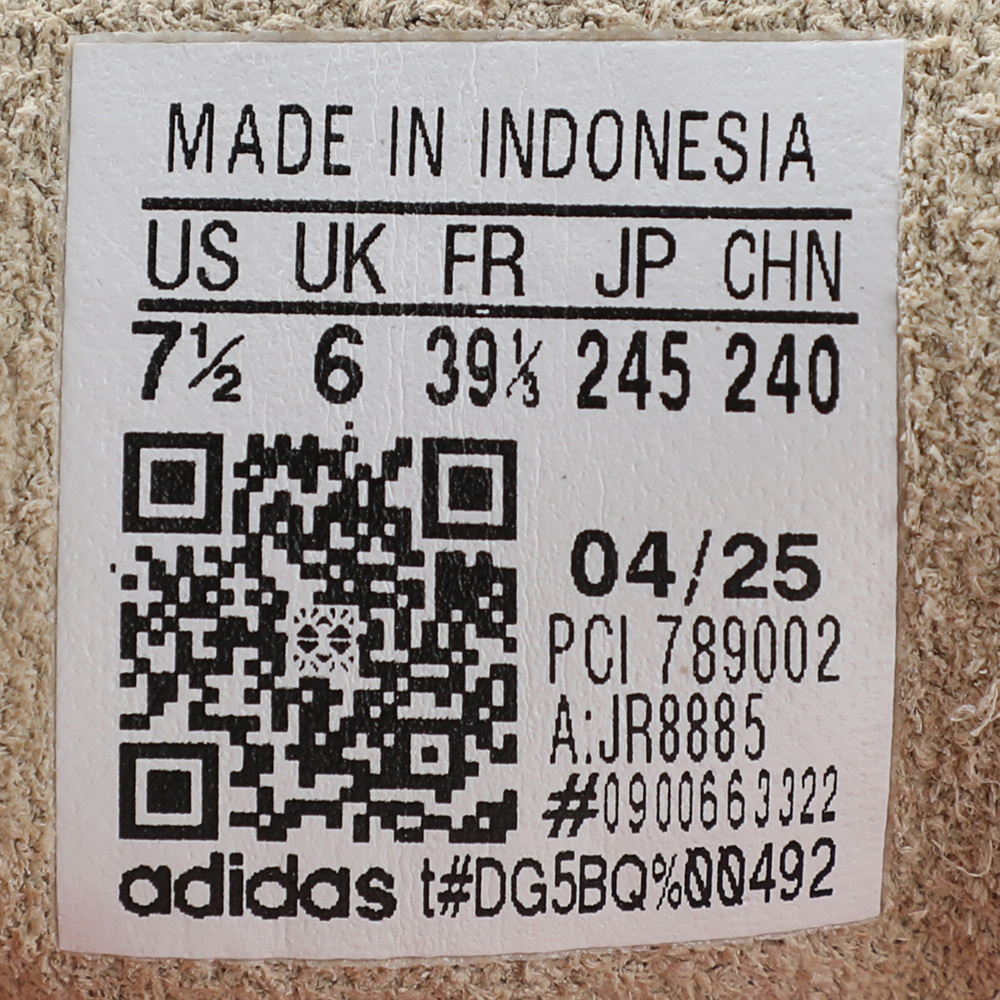 MADE IN INDONESIA
US UK FR JP CHN
7½ 6 39⅓ 245 240
04/25
PCI 789002
A:JR8885
#0900663322
adidas t#DG5BQ%00492